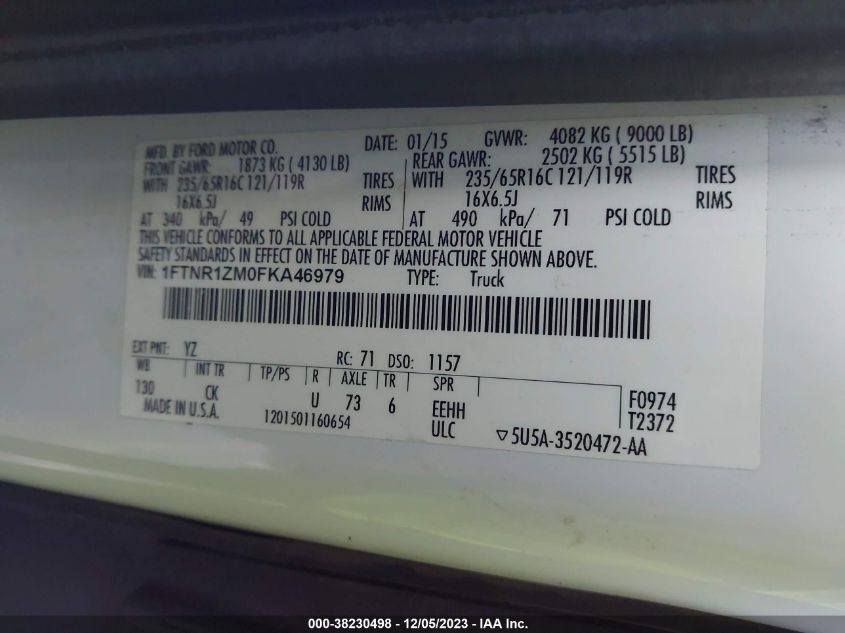 MFD. BY FORD MOTOR CO. DATE: 01/15 GVWR: 4082 KG ( 9000 LB)
FRONT GAWR: 1873 KG ( 4130 LB) REAR GAWR: 2502 KG ( 5515 LB)
WITH 235/65R16C 121/119R TIRES WITH 235/65R16C 121/119R TIRES
16X6.5J RIMS 16X6.5J RIMS
AT 340 kPa/ 49 PSI COLD AT 490 kPa/ 71 PSI COLD
THIS VEHICLE CONFORMS TO ALL APPLICABLE FEDERAL MOTOR VEHICLE
SAFETY STANDARDS IN EFFECT ON THE DATE OF MANUFACTURE SHOWN ABOVE.
VIN: 1FTNR1ZM0FKA46979 TYPE: Truck
EXT PNT: YZ RC: 71 DSO: 1157
WB INT TR TP/PS R AXLE TR SPR
130 CK U 73 6 EEHH F0974
MADE IN U.S.A. 1201501160654 ULC T2372
▽5U5A-3520472-AA
000-38230498 - 12/05/2023 - IAA Inc.